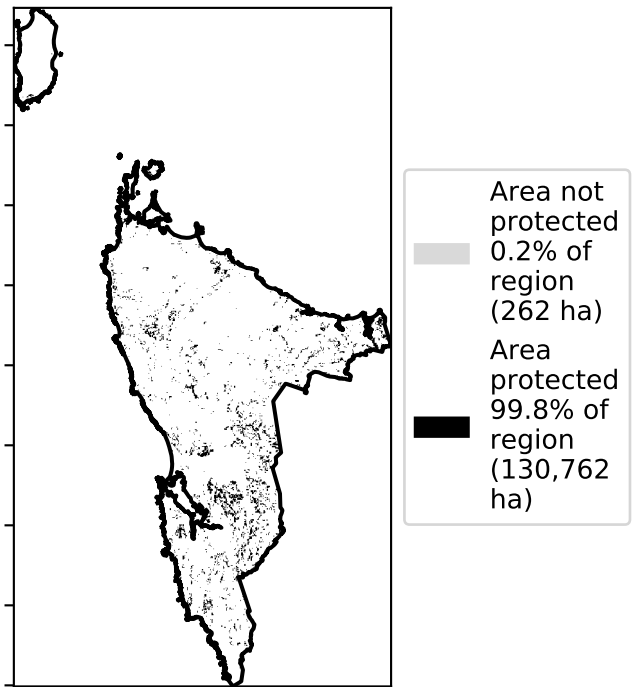 Area not
protected
0.2% of
region
(262 ha)
Area
protected
99.8% of
region
(130,762
ha)